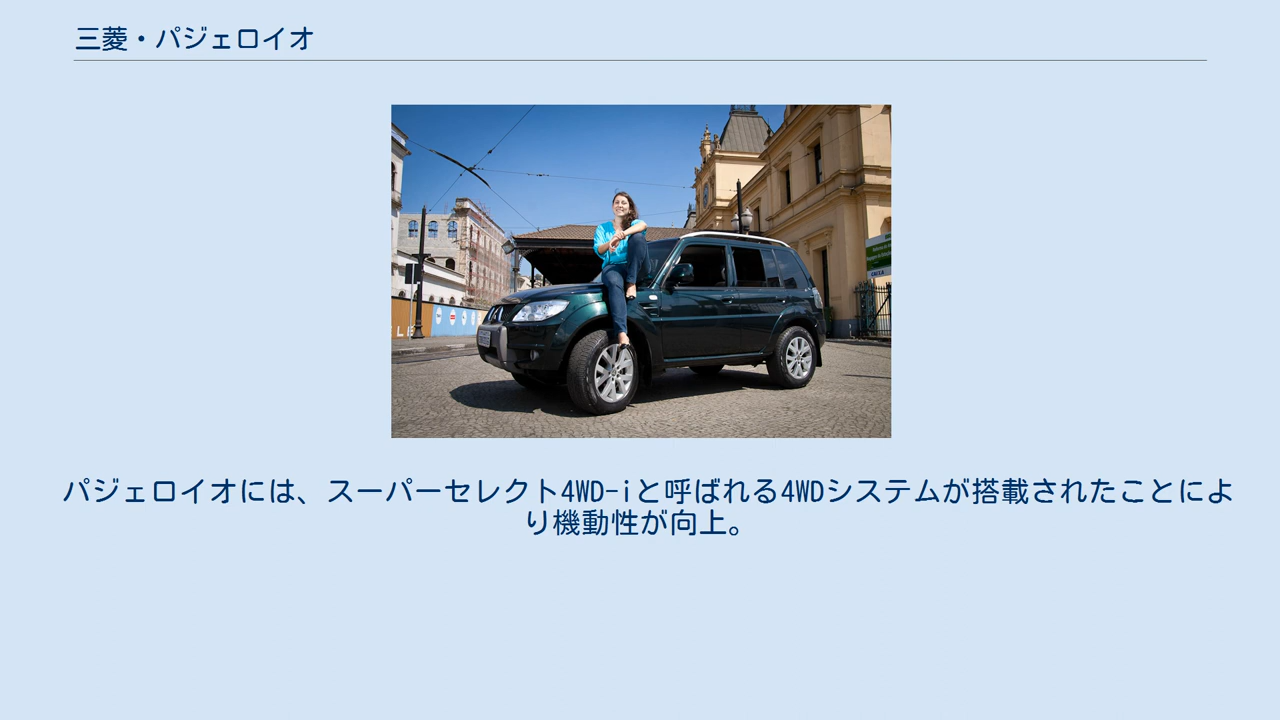 三菱・パジェロイオ
パジェロイオには、スーパーセレクト4WD-iと呼ばれる4WDシステムが搭載されたことによ
り機動性が向上。
CAIXA